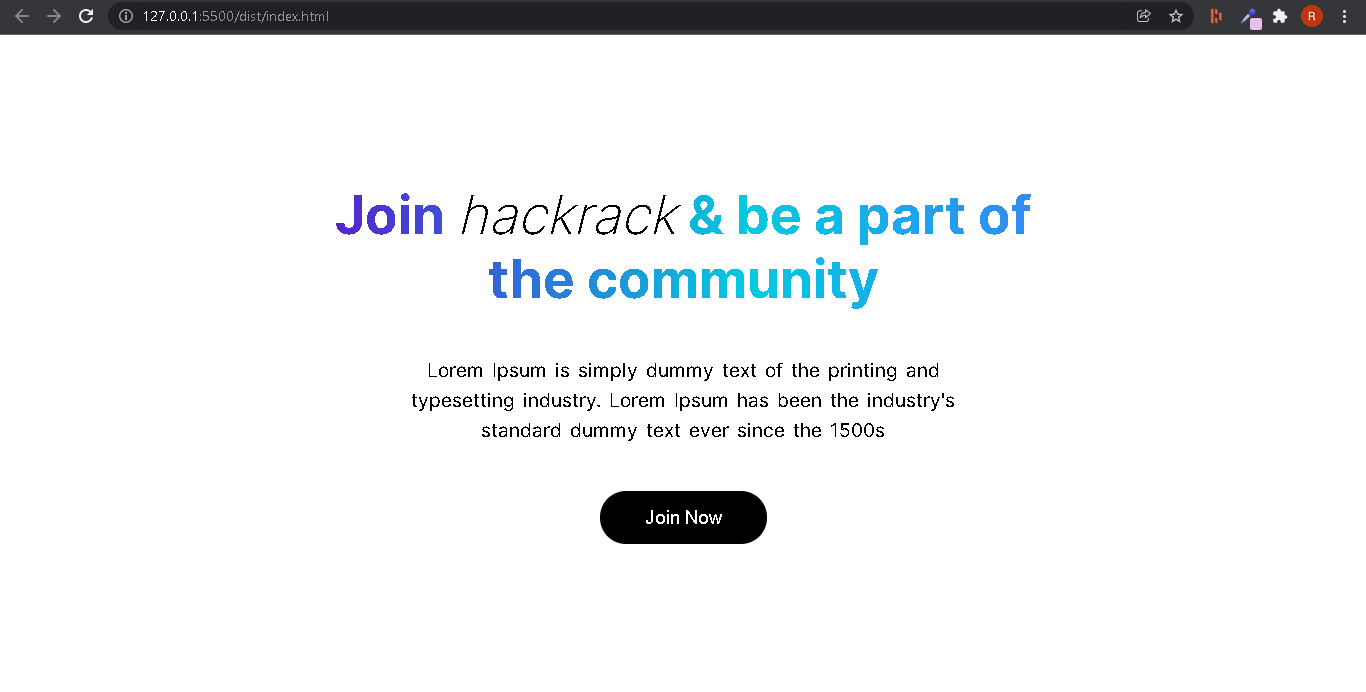 127.0.0.1:5500/dist/index.html
R
Join hackrack & be a part of
the community
Lorem Ipsum is simply dummy text of the printing and
typesetting industry. Lorem Ipsum has been the industry's
standard dummy text ever since the 1500s
Join Now